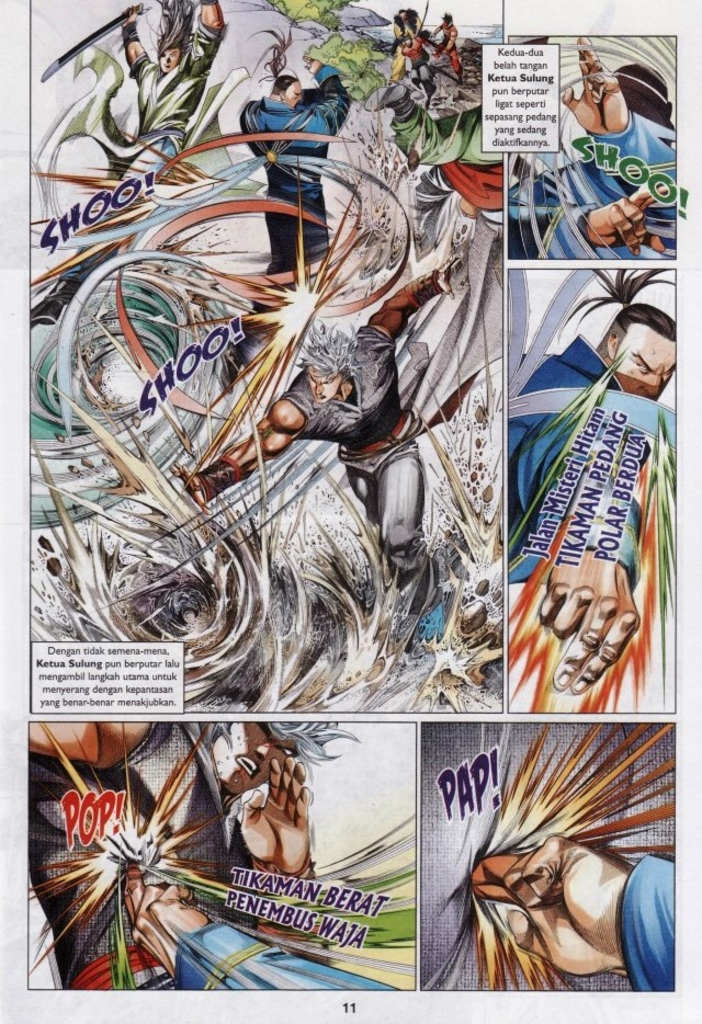 Kedua-dua
belah tangan
Ketua Sulung
pun berputar
ligat seperti
sepasang pedang
yang sedang
diaktifkannya.
SHOO!
SHOO!
SHOO!
Dengan tidak semena-mena,
Ketua Sulung pun berputar lalu
mengambil langkah utama untuk
menyerang dengan kepantasan
yang benar-benar menakjubkan.
Jalan Misteri Hitam
TIKAMAN PEDANG
POLAR BERDUA!
POP!
TIKAMAN BERAT
PENEMBUS WAJA
PAP!
11